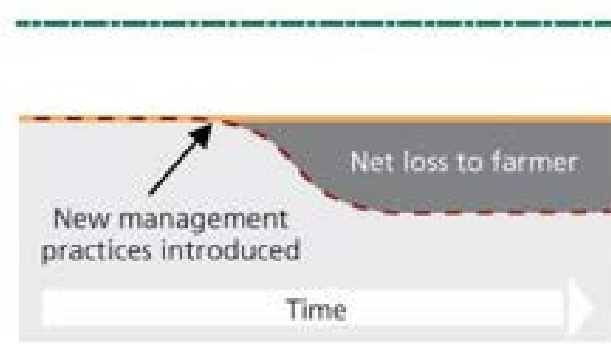 Net loss to farmer
New management
practices introduced
Time